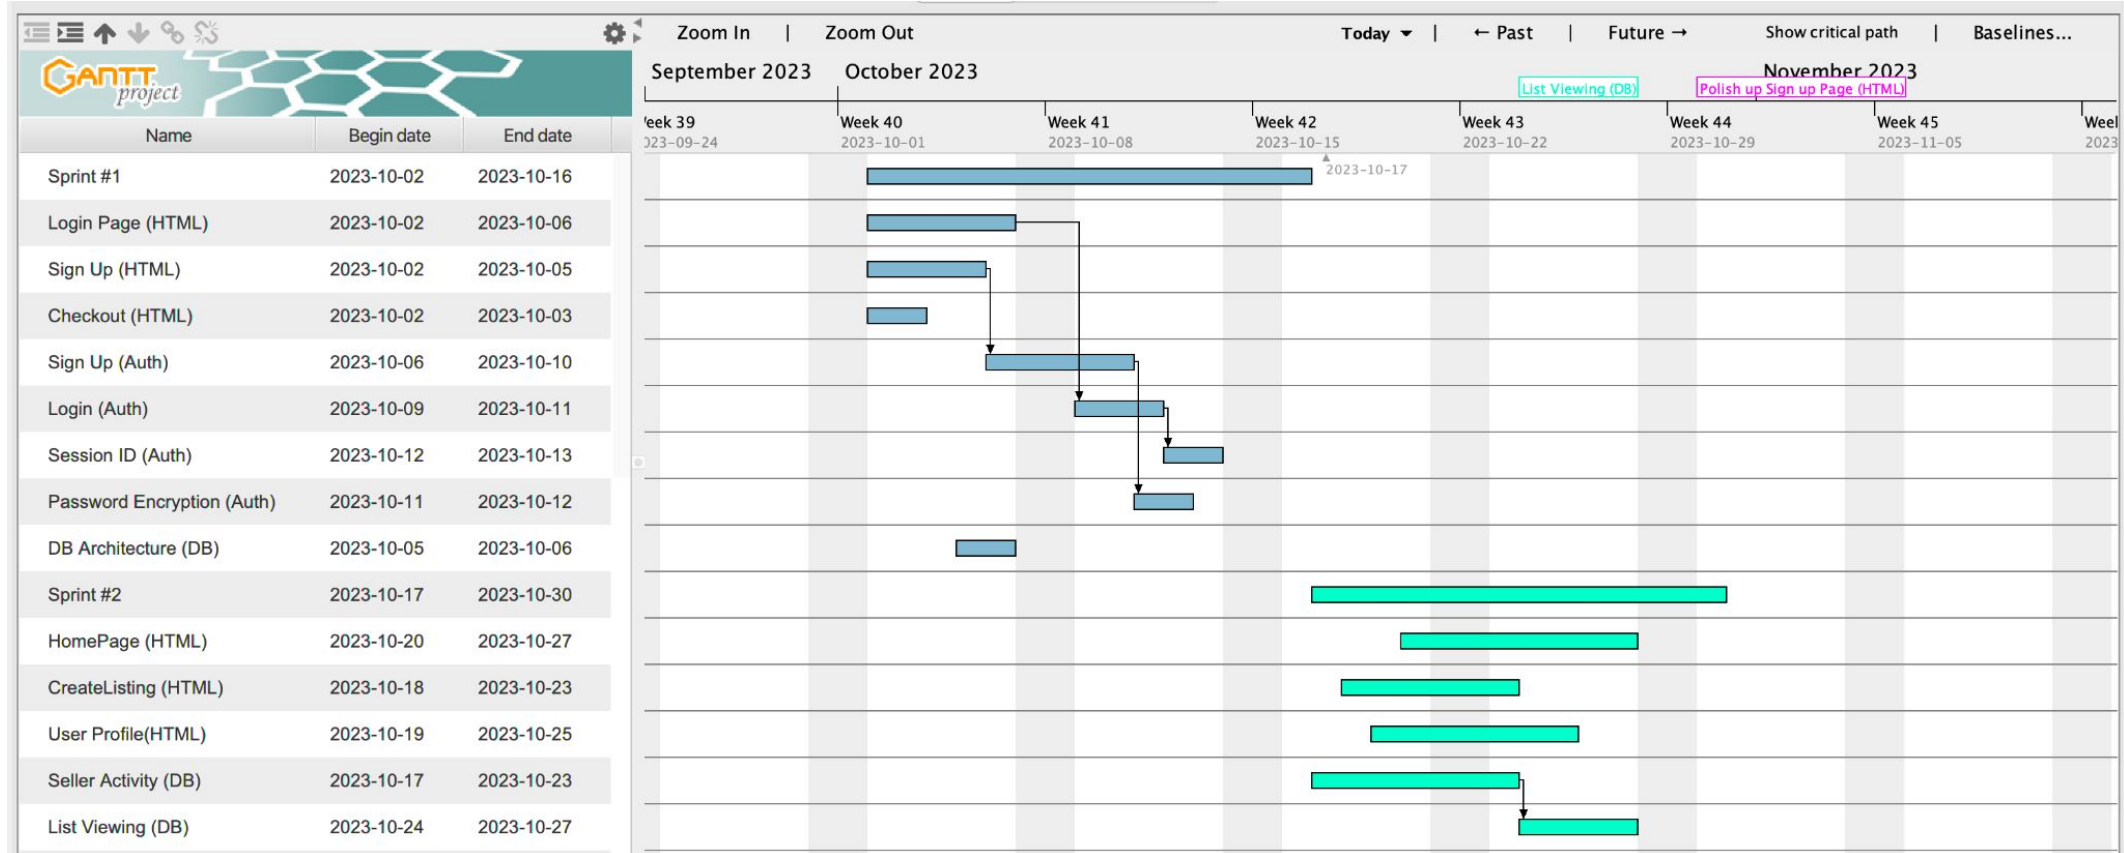 Zoom In | Zoom Out Today | ← Past | Future → Show critical path | Baselines...
GANTT project
September 2023 October 2023 November 2023
List Viewing (DB) Polish up Sign up Page (HTML)
Week 40 Week 41 Week 42 Week 43 Week 44 Week 45
2023-10-01 2023-10-08 2023-10-15 2023-10-22 2023-10-29 2023-11-05
2023-10-17
Name Begin date End date
Sprint #1 2023-10-02 2023-10-16
Login Page (HTML) 2023-10-02 2023-10-06
Sign Up (HTML) 2023-10-02 2023-10-05
Checkout (HTML) 2023-10-02 2023-10-03
Sign Up (Auth) 2023-10-06 2023-10-10
Login (Auth) 2023-10-09 2023-10-11
Session ID (Auth) 2023-10-12 2023-10-13
Password Encryption (Auth) 2023-10-11 2023-10-12
DB Architecture (DB) 2023-10-05 2023-10-06
Sprint #2 2023-10-17 2023-10-30
HomePage (HTML) 2023-10-20 2023-10-27
CreateListing (HTML) 2023-10-18 2023-10-23
User Profile(HTML) 2023-10-19 2023-10-25
Seller Activity (DB) 2023-10-17 2023-10-23
List Viewing (DB) 2023-10-24 2023-10-27